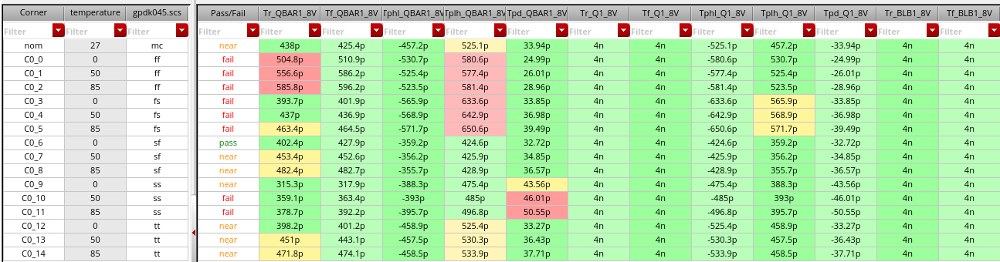 Corner temperature gpdk045.scs Pass/Fail Tr_QBAR1_8V Tf_QBAR1_8V Tphl_QBAR1_8V Tplh_QBAR1_8V Tpd_QBAR1_8V Tr_Q1_8V Tf_Q1_8V Tphl_Q1_8V Tplh_Q1_8V Tpd_Q1_8V Tr_BLB1_8V Tf_BLB1_8V
Filter Filter Filter Filter Filter Filter Filter Filter Filter Filter Filter Filter Filter Filter Filter Filter
nom 27 mc near 438p 425.4p -457.2p 525.1p 33.94p 4n 4n -525.1p 457.2p -33.94p 4n 4n
C0_0 0 ff fail 504.8p 510.9p -530.7p 580.6p 24.99p 4n 4n -580.6p 530.7p -24.99p 4n 4n
C0_1 50 ff fail 556.6p 586.2p -525.4p 577.4p 26.01p 4n 4n -577.4p 525.4p -26.01p 4n 4n
C0_2 85 ff fail 585.8p 596.2p -523.5p 581.4p 28.96p 4n 4n -581.4p 523.5p -28.96p 4n 4n
C0_3 0 fs fail 393.7p 401.9p -565.9p 633.6p 33.85p 4n 4n -633.6p 565.9p -33.85p 4n 4n
C0_4 50 fs fail 437p 436.9p -568.9p 642.9p 36.98p 4n 4n -642.9p 568.9p -36.98p 4n 4n
C0_5 85 fs fail 463.4p 464.5p -571.7p 650.6p 39.49p 4n 4n -650.6p 571.7p -39.49p 4n 4n
C0_6 0 sf pass 402.4p 427.9p -359.2p 424.6p 32.72p 4n 4n -424.6p 359.2p -32.72p 4n 4n
C0_7 50 sf near 453.4p 452.6p -356.2p 425.9p 34.85p 4n 4n -425.9p 356.2p -34.85p 4n 4n
C0_8 85 sf near 482.4p 482.7p -355.7p 428.9p 36.57p 4n 4n -428.9p 355.7p -36.57p 4n 4n
C0_9 0 ss near 315.3p 317.9p -388.3p 475.4p 43.56p 4n 4n -475.4p 388.3p -43.56p 4n 4n
C0_10 50 ss fail 359.1p 363.4p -393p 485p 46.01p 4n 4n -485p 393p -46.01p 4n 4n
C0_11 85 ss fail 378.7p 392.2p -395.7p 496.8p 50.55p 4n 4n -496.8p 395.7p -50.55p 4n 4n
C0_12 0 tt near 398.2p 401.2p -458.9p 525.4p 33.27p 4n 4n -525.4p 458.9p -33.27p 4n 4n
C0_13 50 tt near 451p 443.1p -457.5p 530.3p 36.43p 4n 4n -530.3p 457.5p -36.43p 4n 4n
C0_14 85 tt near 471.8p 474.1p -458.5p 533.9p 37.71p 4n 4n -533.9p 458.5p -37.71p 4n 4n